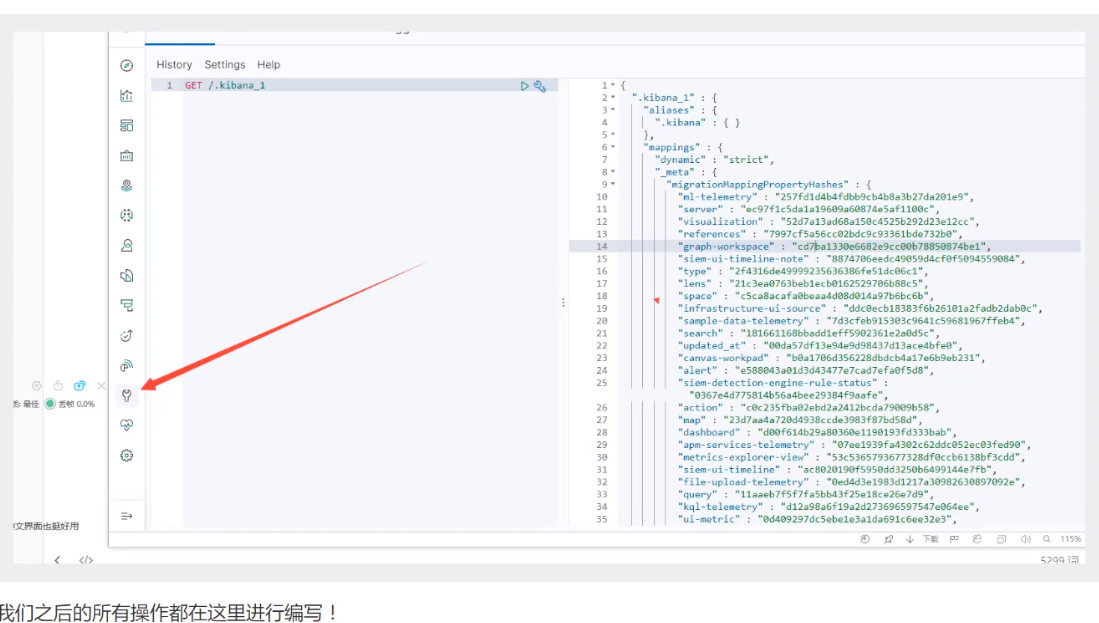 History Settings Help
1 GET /.kibana_1
1 {
2 ".kibana_1" : {
3 "aliases" : {
4 ".kibana" : { }
5 },
6 "mappings" : {
7 "dynamic" : "strict",
8 "_meta" : {
9 "migrationMappingPropertyHashes" : {
10 "ml-telemetry" : "257fd1d4b4fdbb9cb4b8a3b27da201e9",
11 "server" : "ec97f1c5da1a19609a60874e5af1100c",
12 "visualization" : "52d7a13ad68a150c4525b292d23e12cc",
13 "references" : "7997cf5a56cc02bdc9c93361bde732b0",
14 "graph-workspace" : "cd7ba1330e6682e9cc00b78850874be1",
15 "siem-ui-timeline-note" : "8874706eedc49059d4cf0f5094559084",
16 "type" : "2f4316de49999235636386fe51dc06c1",
17 "lens" : "21c3ea0763beb1ecb0162529706b88c5",
18 "space" : "c5ca8acafa0beaa4d08d014a97b6bc6b",
19 "infrastructure-ui-source" : "ddc0ecb18383f6b26101a2fadb2dab0c",
20 "sample-data-telemetry" : "7d3cfeb915303c9641c59681967ffeb4",
21 "search" : "181661168bbadd1eff5902361e2a0d5c",
22 "updated_at" : "00da57df13e94e9d98437d13ace4bfe0",
23 "canvas-workpad" : "b0a1706d356228dbdcb4a17e6b9eb231",
24 "alert" : "e588043a01d3d43477e7cad7efa0f5d8",
25 "siem-detection-engine-rule-status" :
"0367e4d775814b56a4bee29384f9aafe",
26 "action" : "c0c235fba02ebd2a2412bcda79009b58",
27 "map" : "23d7aa4a720d4938ccde3983f87bd58d",
28 "dashboard" : "d00f614b29a80360e1190193fd333bab",
29 "apm-services-telemetry" : "07ee1939fa4302c62ddc052ec03fed90",
30 "metrics-explorer-view" : "53c5365793677328df0ccb6138bf3cdd",
31 "siem-ui-timeline" : "ac8020190f5950dd3250b6499144e7fb",
32 "file-upload-telemetry" : "0ed4d3e1983d1217a30982630897092e",
33 "query" : "11aaeb7f5f7fa5bb43f25e18ce26e7d9",
34 "kql-telemetry" : "d12a98a6f19a2d273696597547e064ee",
35 "ui-metric" : "0d409297dc5ebe1e3a1da691c6ee32e3",
最佳 丢帧 0.0%
文界面也挺好用
下载 115%
5299 词
我们之后的所有操作都在这里进行编写！